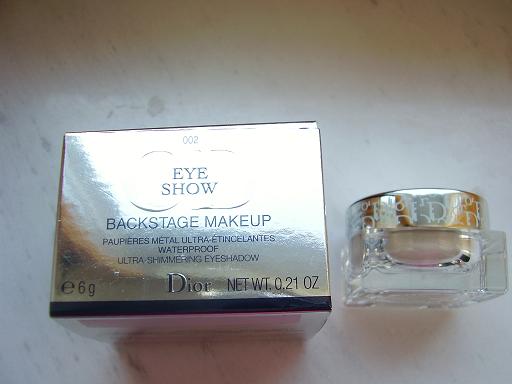 002
EYE
SHOW
BACKSTAGE MAKEUP
PAUPIÈRES MÉTAL ULTRA-ÉTINCELANTES
WATERPROOF
ULTRA-SHIMMERING EYESHADOW
e6g Dior NET WT. 0.21 OZ